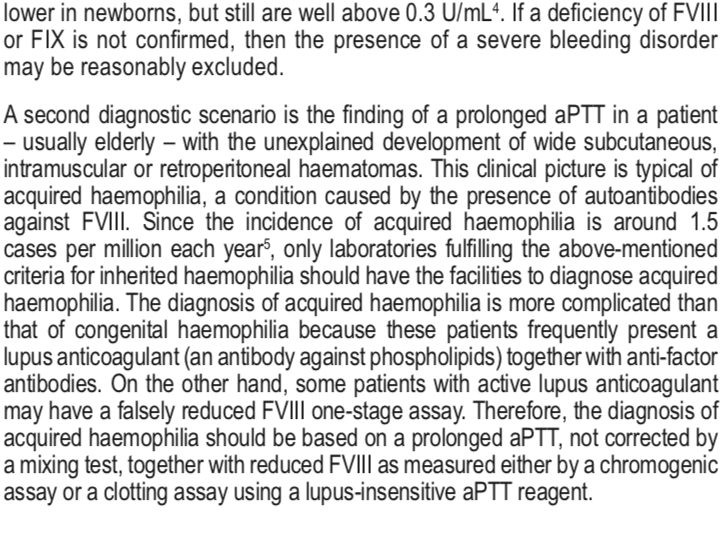 lower in newborns, but still are well above 0.3 U/mL⁴. If a deficiency of FVIII
or FIX is not confirmed, then the presence of a severe bleeding disorder
may be reasonably excluded.
A second diagnostic scenario is the finding of a prolonged aPTT in a patient
– usually elderly – with the unexplained development of wide subcutaneous,
intramuscular or retroperitoneal haematomas. This clinical picture is typical of
acquired haemophilia, a condition caused by the presence of autoantibodies
against FVIII. Since the incidence of acquired haemophilia is around 1.5
cases per million each year⁵, only laboratories fulfilling the above-mentioned
criteria for inherited haemophilia should have the facilities to diagnose acquired
haemophilia. The diagnosis of acquired haemophilia is more complicated than
that of congenital haemophilia because these patients frequently present a
lupus anticoagulant (an antibody against phospholipids) together with anti-factor
antibodies. On the other hand, some patients with active lupus anticoagulant
may have a falsely reduced FVIII one-stage assay. Therefore, the diagnosis of
acquired haemophilia should be based on a prolonged aPTT, not corrected by
a mixing test, together with reduced FVIII as measured either by a chromogenic
assay or a clotting assay using a lupus-insensitive aPTT reagent.